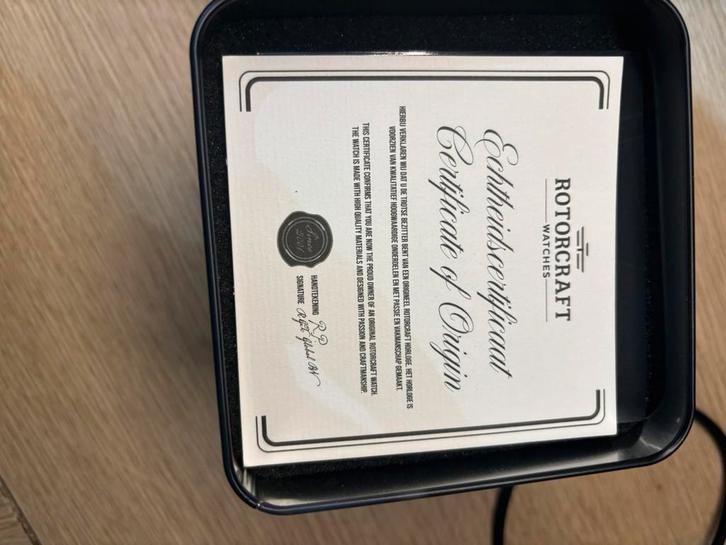 ROTORCRAFT
WATCHES
Echtheidscertificaat
Certificate of Origin
HIERBIJ VERKLAREN WIJ DAT U DE TROTSE BEZITTER BENT VAN EEN ORIGINEEL ROTORCRAFT HORLOGE. HET HORLOGE IS
VOORZIEN VAN KWALITATIEF HOOGWAARDIGE ONDERDELEN EN MET PASSIE EN VAKMANSCHAP GEMAAKT.
THIS CERTIFICATE CONFIRMS THAT YOU ARE NOW THE PROUD OWNER OF AN ORIGINAL ROTORCRAFT WATCH.
THE WATCH IS MADE WITH HIGH QUALITY MATERIALS AND DESIGNED WITH PASSION AND CRAFTMANSHIP.
Since
HANDTEKENING
SIGNATURE